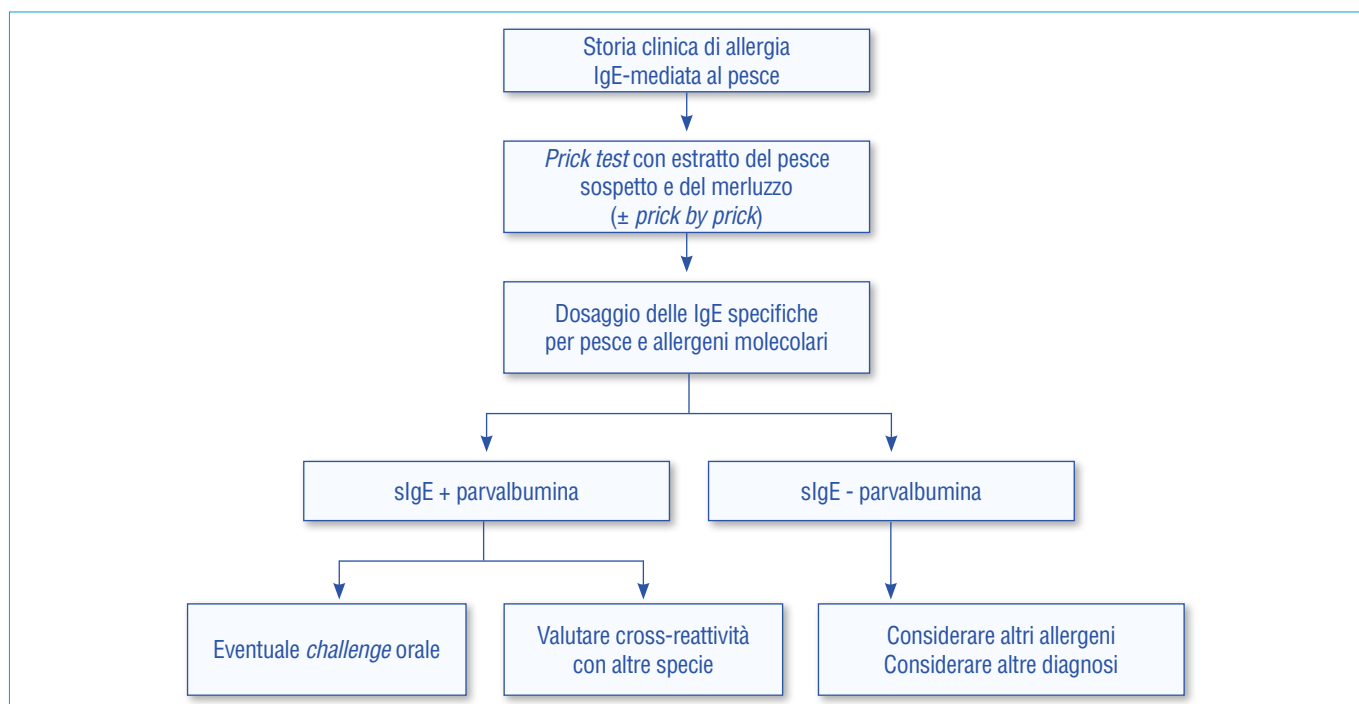 Storia clinica di allergia
IgE-mediata al pesce
Prick test con estratto del pesce
sospetto e del merluzzo
(± prick by prick)
Dosaggio delle IgE specifiche
per pesce e allergeni molecolari
sIgE + parvalbumina
sIgE - parvalbumina
Eventuale challenge orale
Valutare cross-reattività
con altre specie
Considerare altri allergeni
Considerare altre diagnosi